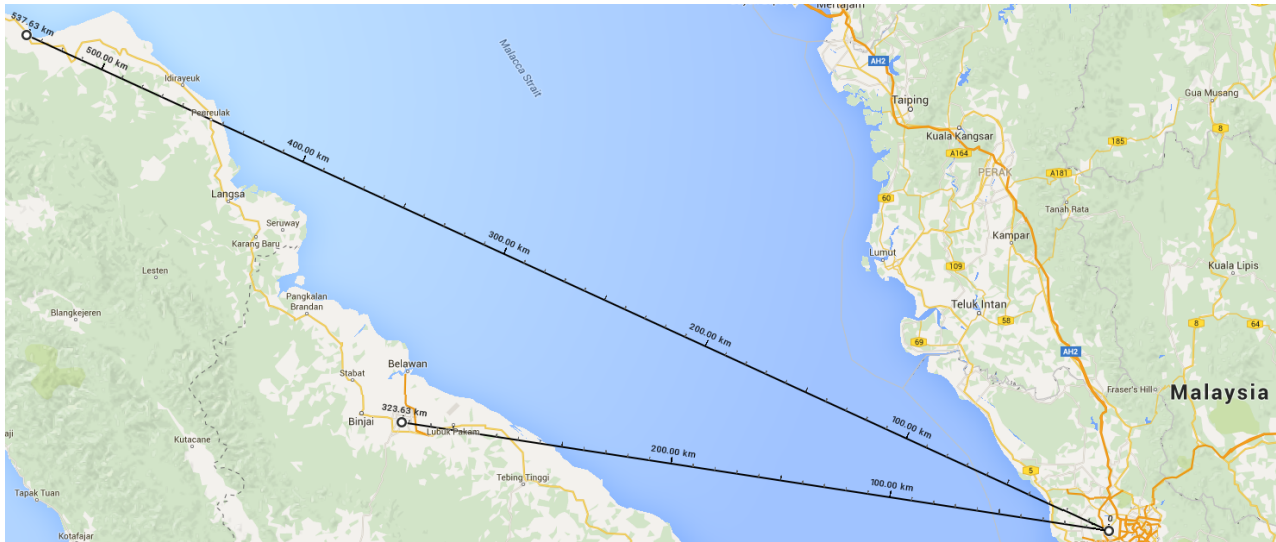 537.63 km
Mertajam
500.00 km
Malacca Strait
AH2
Idirayeuk
Gua Musang
Taiping
Peureulak
Kuala Kangsar
8
185
400.00 km
A164
PERAK
A181
Langsa
60
Tanah Rata
Seruway
Karang Baru
300.00 km
Kampar
Lumut
Lesten
109
Kuala Lipis
Pangkalan
Brandan
Teluk Intan
Blangkejeren
200.00 km
58
8
64
69
AH2
Belawan
Stabat
Fraser's Hill
Malaysia
323.63 km
Binjai
Lubuk Pakam
100.00 km
Kutacane
200.00 km
5
Tebing Tinggi
100.00 km
Tapak Tuan
0
Kotafajar